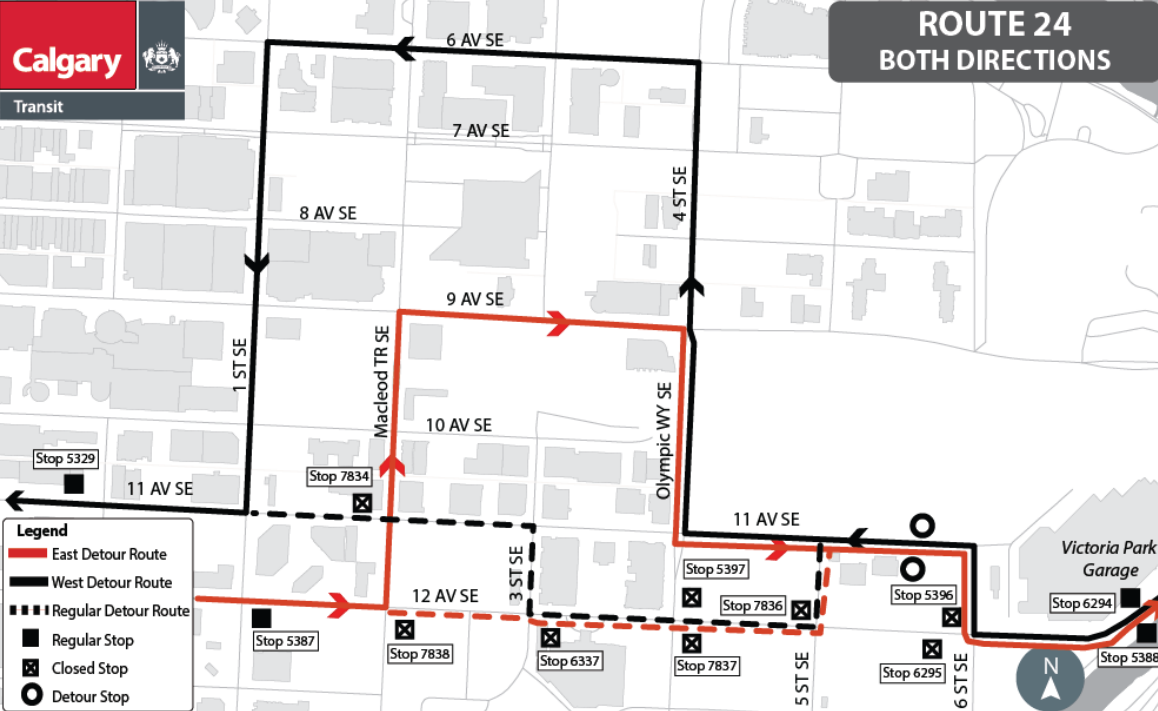 Calgary
Transit
ROUTE 24
BOTH DIRECTIONS
6 AV SE
7 AV SE
4 ST SE
8 AV SE
9 AV SE
1 ST SE
Macleod TR SE
Olympic WY SE
10 AV SE
Stop 5329
Stop 7834
11 AV SE
11 AV SE
Legend
East Detour Route
West Detour Route
Regular Detour Route
Regular Stop
Closed Stop
Detour Stop
3 ST SE
12 AV SE
Stop 5387
Stop 7838
Stop 6337
Stop 5397
Stop 7836
Stop 7837
5 ST SE
Stop 5396
Stop 6295
6 ST SE
Victoria Park
Garage
Stop 6294
Stop 5388
N